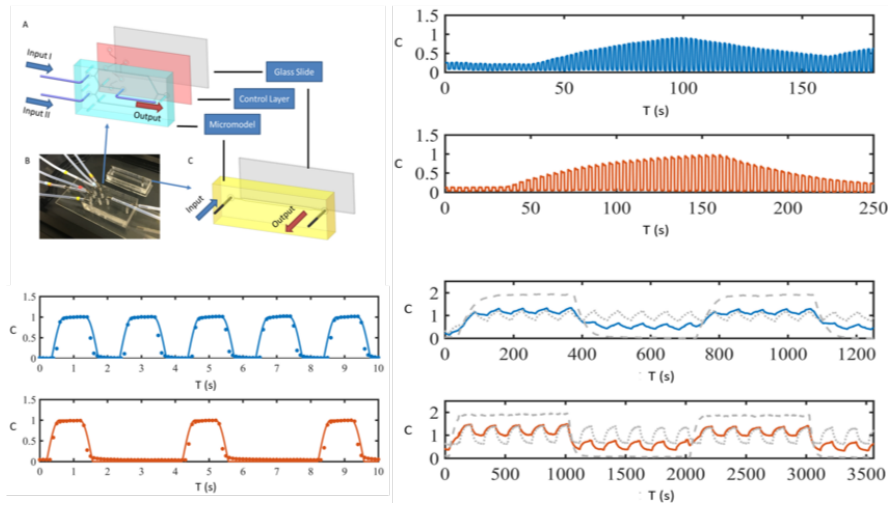 A
Input I
Input II
Output
Glass Slide
Control Layer
Micromodel
B
C
Input
Output
1.5
C 1
0.5
0
0 50 100 150
T (s)
1.5
C 1
0.5
0
0 50 100 150 200 250
T (s)
1.5
1
C
0.5
0
0 1 2 3 4 5 6 7 8 9 10
T (s)
1.5
1
C
0.5
0
0 1 2 3 4 5 6 7 8 9 10
T (s)
2
C 1
0
0 200 400 600 800 1000 1200
T (s)
2
C 1
0
0 500 1000 1500 2000 2500 3000 3500
T (s)